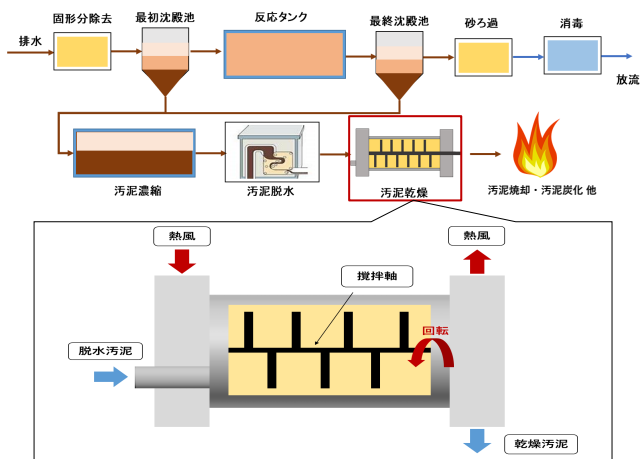 排水
固形分除去
最初沈殿池
反応タンク
最終沈殿池
砂ろ過
消毒
放流
汚泥濃縮
汚泥脱水
汚泥乾燥
汚泥焼却・汚泥炭化 他
熱風
熱風
撹拌軸
回転
脱水汚泥
乾燥汚泥